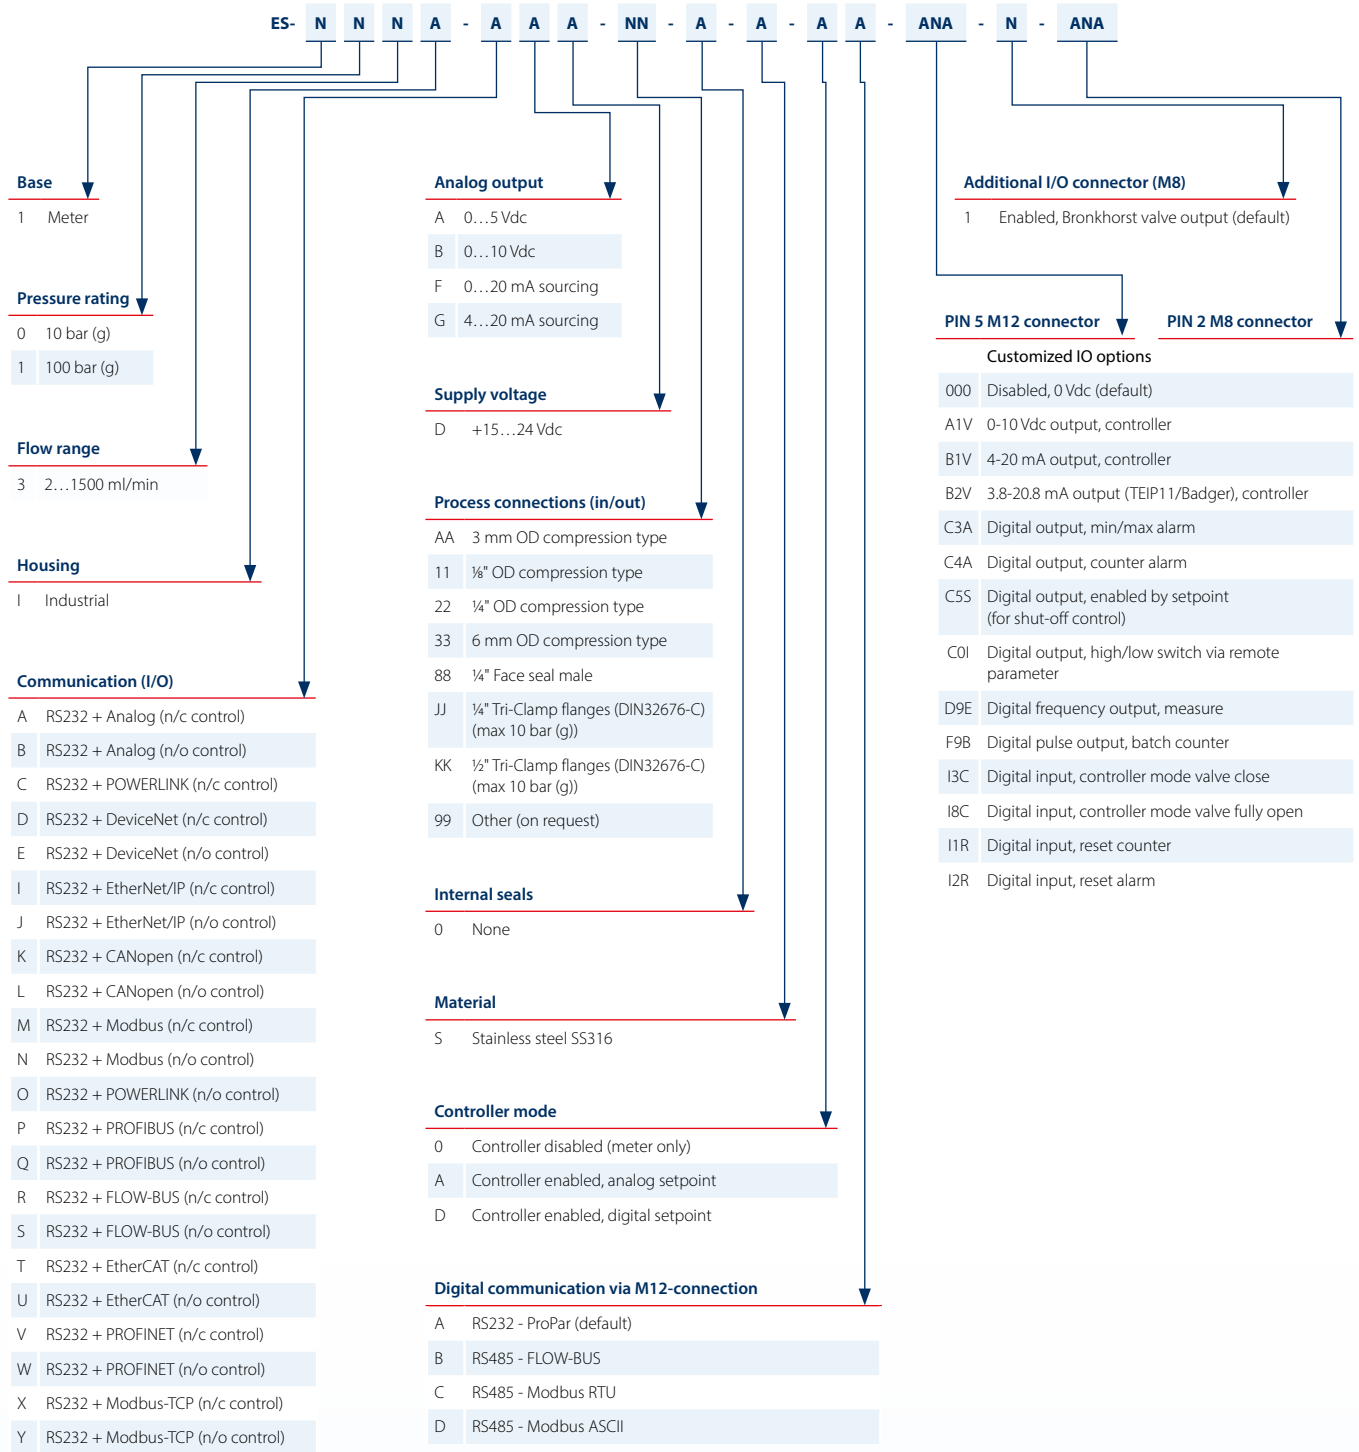 ES- N N N A - A A A - NN - A - A - A A - ANA - N - ANA
Base
1 Meter
Pressure rating
0 10 bar (g)
1 100 bar (g)
Flow range
3 2…1500 ml/min
Housing
I Industrial
Communication (I/O)
A RS232 + Analog (n/c control)
B RS232 + Analog (n/o control)
C RS232 + POWERLINK (n/c control)
D RS232 + DeviceNet (n/c control)
E RS232 + DeviceNet (n/o control)
I RS232 + EtherNet/IP (n/c control)
J RS232 + EtherNet/IP (n/o control)
K RS232 + CANopen (n/c control)
L RS232 + CANopen (n/o control)
M RS232 + Modbus (n/c control)
N RS232 + Modbus (n/o control)
O RS232 + POWERLINK (n/o control)
P RS232 + PROFIBUS (n/c control)
Q RS232 + PROFIBUS (n/o control)
R RS232 + FLOW-BUS (n/c control)
S RS232 + FLOW-BUS (n/o control)
T RS232 + EtherCAT (n/c control)
U RS232 + EtherCAT (n/o control)
V RS232 + PROFINET (n/c control)
W RS232 + PROFINET (n/o control)
X RS232 + Modbus-TCP (n/c control)
Y RS232 + Modbus-TCP (n/o control)
Analog output
A 0…5 Vdc
B 0…10 Vdc
F 0…20 mA sourcing
G 4…20 mA sourcing
Supply voltage
D +15…24 Vdc
Process connections (in/out)
AA 3 mm OD compression type
11 ⅛" OD compression type
22 ¼" OD compression type
33 6 mm OD compression type
88 ¼" Face seal male
JJ ¼" Tri-Clamp flanges (DIN32676-C)
(max 10 bar (g))
KK ½" Tri-Clamp flanges (DIN32676-C)
(max 10 bar (g))
99 Other (on request)
Internal seals
0 None
Material
S Stainless steel SS316
Controller mode
0 Controller disabled (meter only)
A Controller enabled, analog setpoint
D Controller enabled, digital setpoint
Digital communication via M12-connection
A RS232 - ProPar (default)
B RS485 - FLOW-BUS
C RS485 - Modbus RTU
D RS485 - Modbus ASCII
Additional I/O connector (M8)
1 Enabled, Bronkhorst valve output (default)
PIN 5 M12 connector PIN 2 M8 connector
Customized IO options
000 Disabled, 0 Vdc (default)
A1V 0-10 Vdc output, controller
B1V 4-20 mA output, controller
B2V 3.8-20.8 mA output (TEIP11/Badger), controller
C3A Digital output, min/max alarm
C4A Digital output, counter alarm
C5S Digital output, enabled by setpoint
(for shut-off control)
C0I Digital output, high/low switch via remote
parameter
D9E Digital frequency output, measure
F9B Digital pulse output, batch counter
I3C Digital input, controller mode valve close
I8C Digital input, controller mode valve fully open
I1R Digital input, reset counter
I2R Digital input, reset alarm